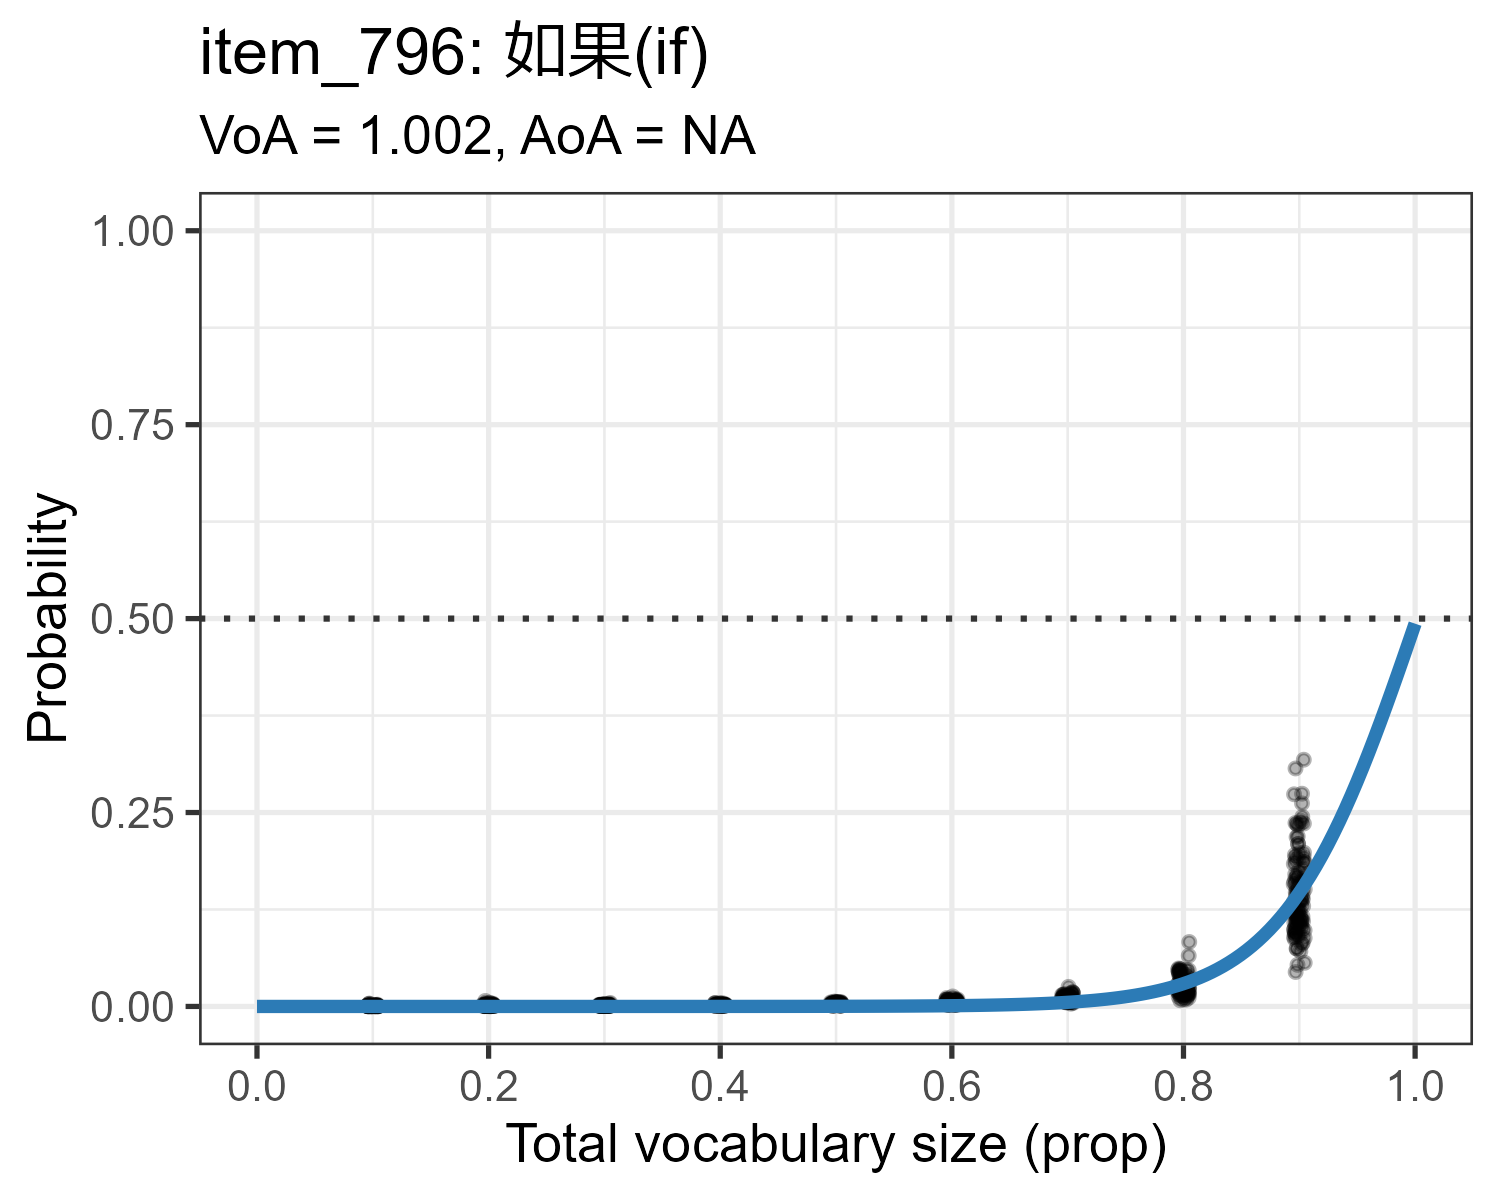 item_796: 如果(if)
VoA = 1.002, AoA = NA
1.00
0.75
0.50
0.25
0.00
Probability
0.0 0.2 0.4 0.6 0.8 1.0
Total vocabulary size (prop)